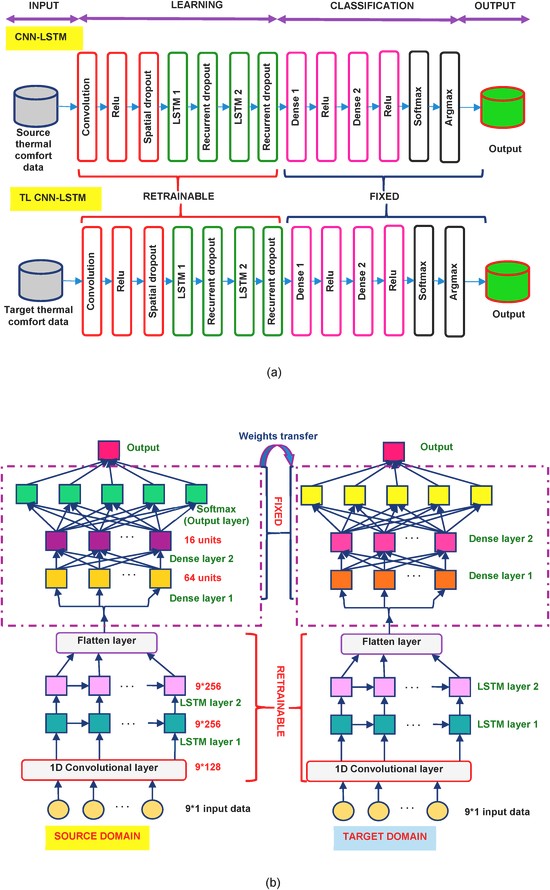 INPUT LEARNING CLASSIFICATION OUTPUT
CNN-LSTM
Convolution
Relu
Spatial dropout
LSTM 1
Recurrent dropout
LSTM 2
Recurrent dropout
Dense 1
Relu
Dense 2
Relu
Softmax
Argmax
Source
thermal
comfort
data
Output
RETRAINABLE FIXED
TL CNN-LSTM
Convolution
Relu
Spatial dropout
LSTM 1
Recurrent dropout
LSTM 2
Recurrent dropout
Dense 1
Relu
Dense 2
Relu
Softmax
Argmax
Target thermal
comfort data
Output
(a)
Weights transfer
Output
Softmax
(Output layer)
16 units
Dense layer 2
64 units
Dense layer 1
FIXED
Output
Dense layer 2
Dense layer 1
Flatten layer
9*256
LSTM layer 2
9*256
LSTM layer 1
1D Convolutional layer 9*128
9*1 input data
SOURCE DOMAIN
RETRAINABLE
Flatten layer
LSTM layer 2
LSTM layer 1
1D Convolutional layer
9*1 input data
TARGET DOMAIN
(b)